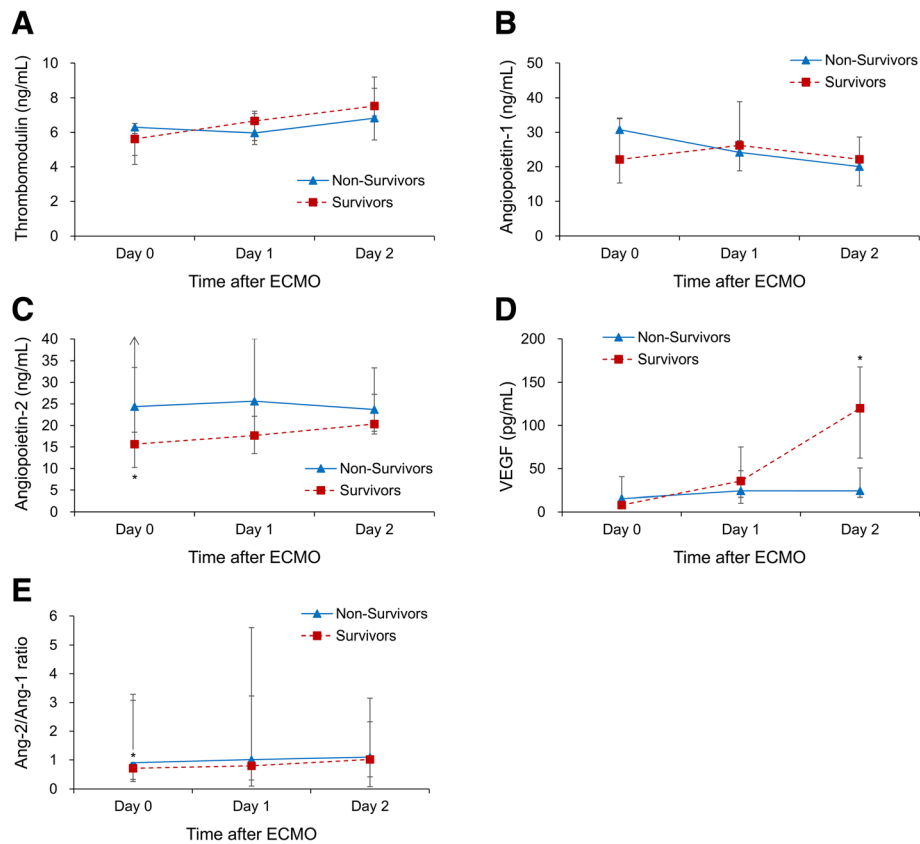 A
Thrombomodulin (ng/mL)
10
8
6
4
2
0
Non-Survivors
Survivors
Day 0 Day 1 Day 2
Time after ECMO
B
Angiopoietin-1 (ng/mL)
50
40
30
20
10
0
Non-Survivors
Survivors
Day 0 Day 1 Day 2
Time after ECMO
C
Angiopoietin-2 (ng/mL)
40
35
30
25
20
15
10
5
0
*
Non-Survivors
Survivors
Day 0 Day 1 Day 2
Time after ECMO
D
VEGF (pg/mL)
200
150
100
50
0
Non-Survivors
Survivors
*
Day 0 Day 1 Day 2
Time after ECMO
E
Ang-2/Ang-1 ratio
6
5
4
3
2
1
0
Non-Survivors
Survivors
*
Day 0 Day 1 Day 2
Time after ECMO